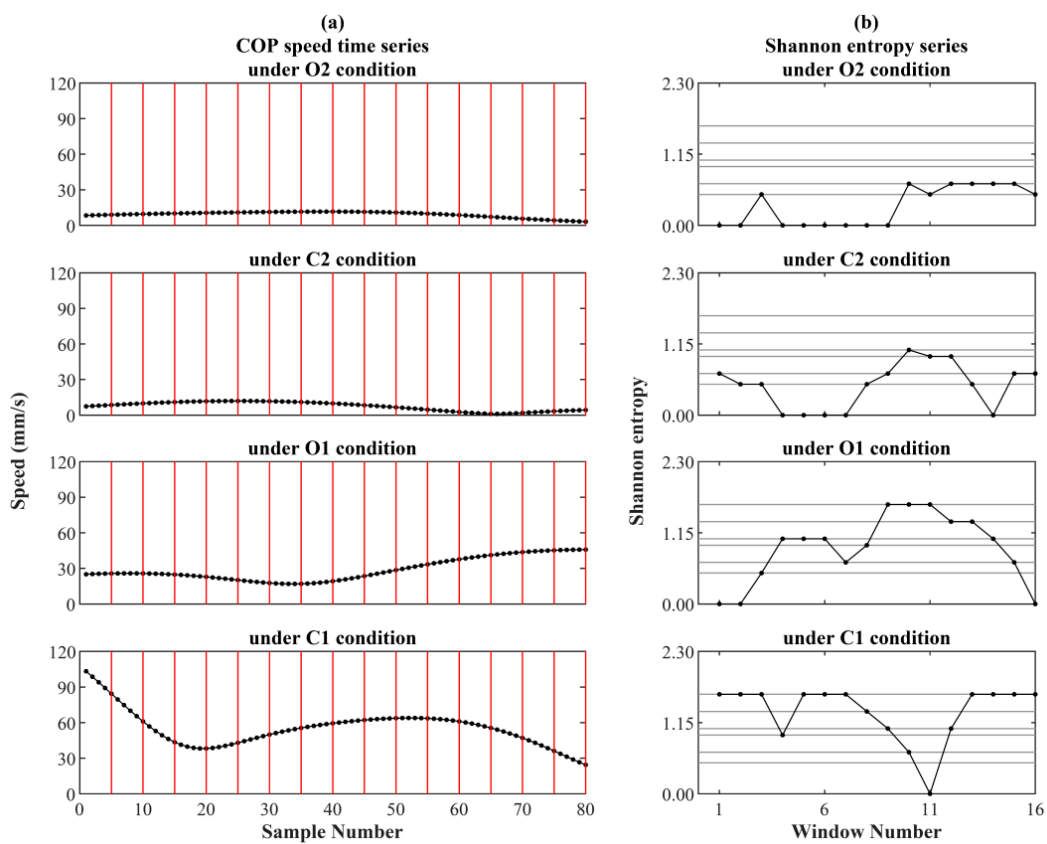 (a)
COP speed time series
under O2 condition
120
90
60
30
0
under C2 condition
120
90
60
30
0
under O1 condition
120
90
60
30
0
under C1 condition
120
90
60
30
0
0 10 20 30 40 50 60 70 80
Sample Number
Speed (mm/s)
(b)
Shannon entropy series
under O2 condition
2.30
1.15
0.00
under C2 condition
2.30
1.15
0.00
under O1 condition
2.30
1.15
0.00
under C1 condition
2.30
1.15
0.00
1 6 11 16
Window Number
Shannon entropy